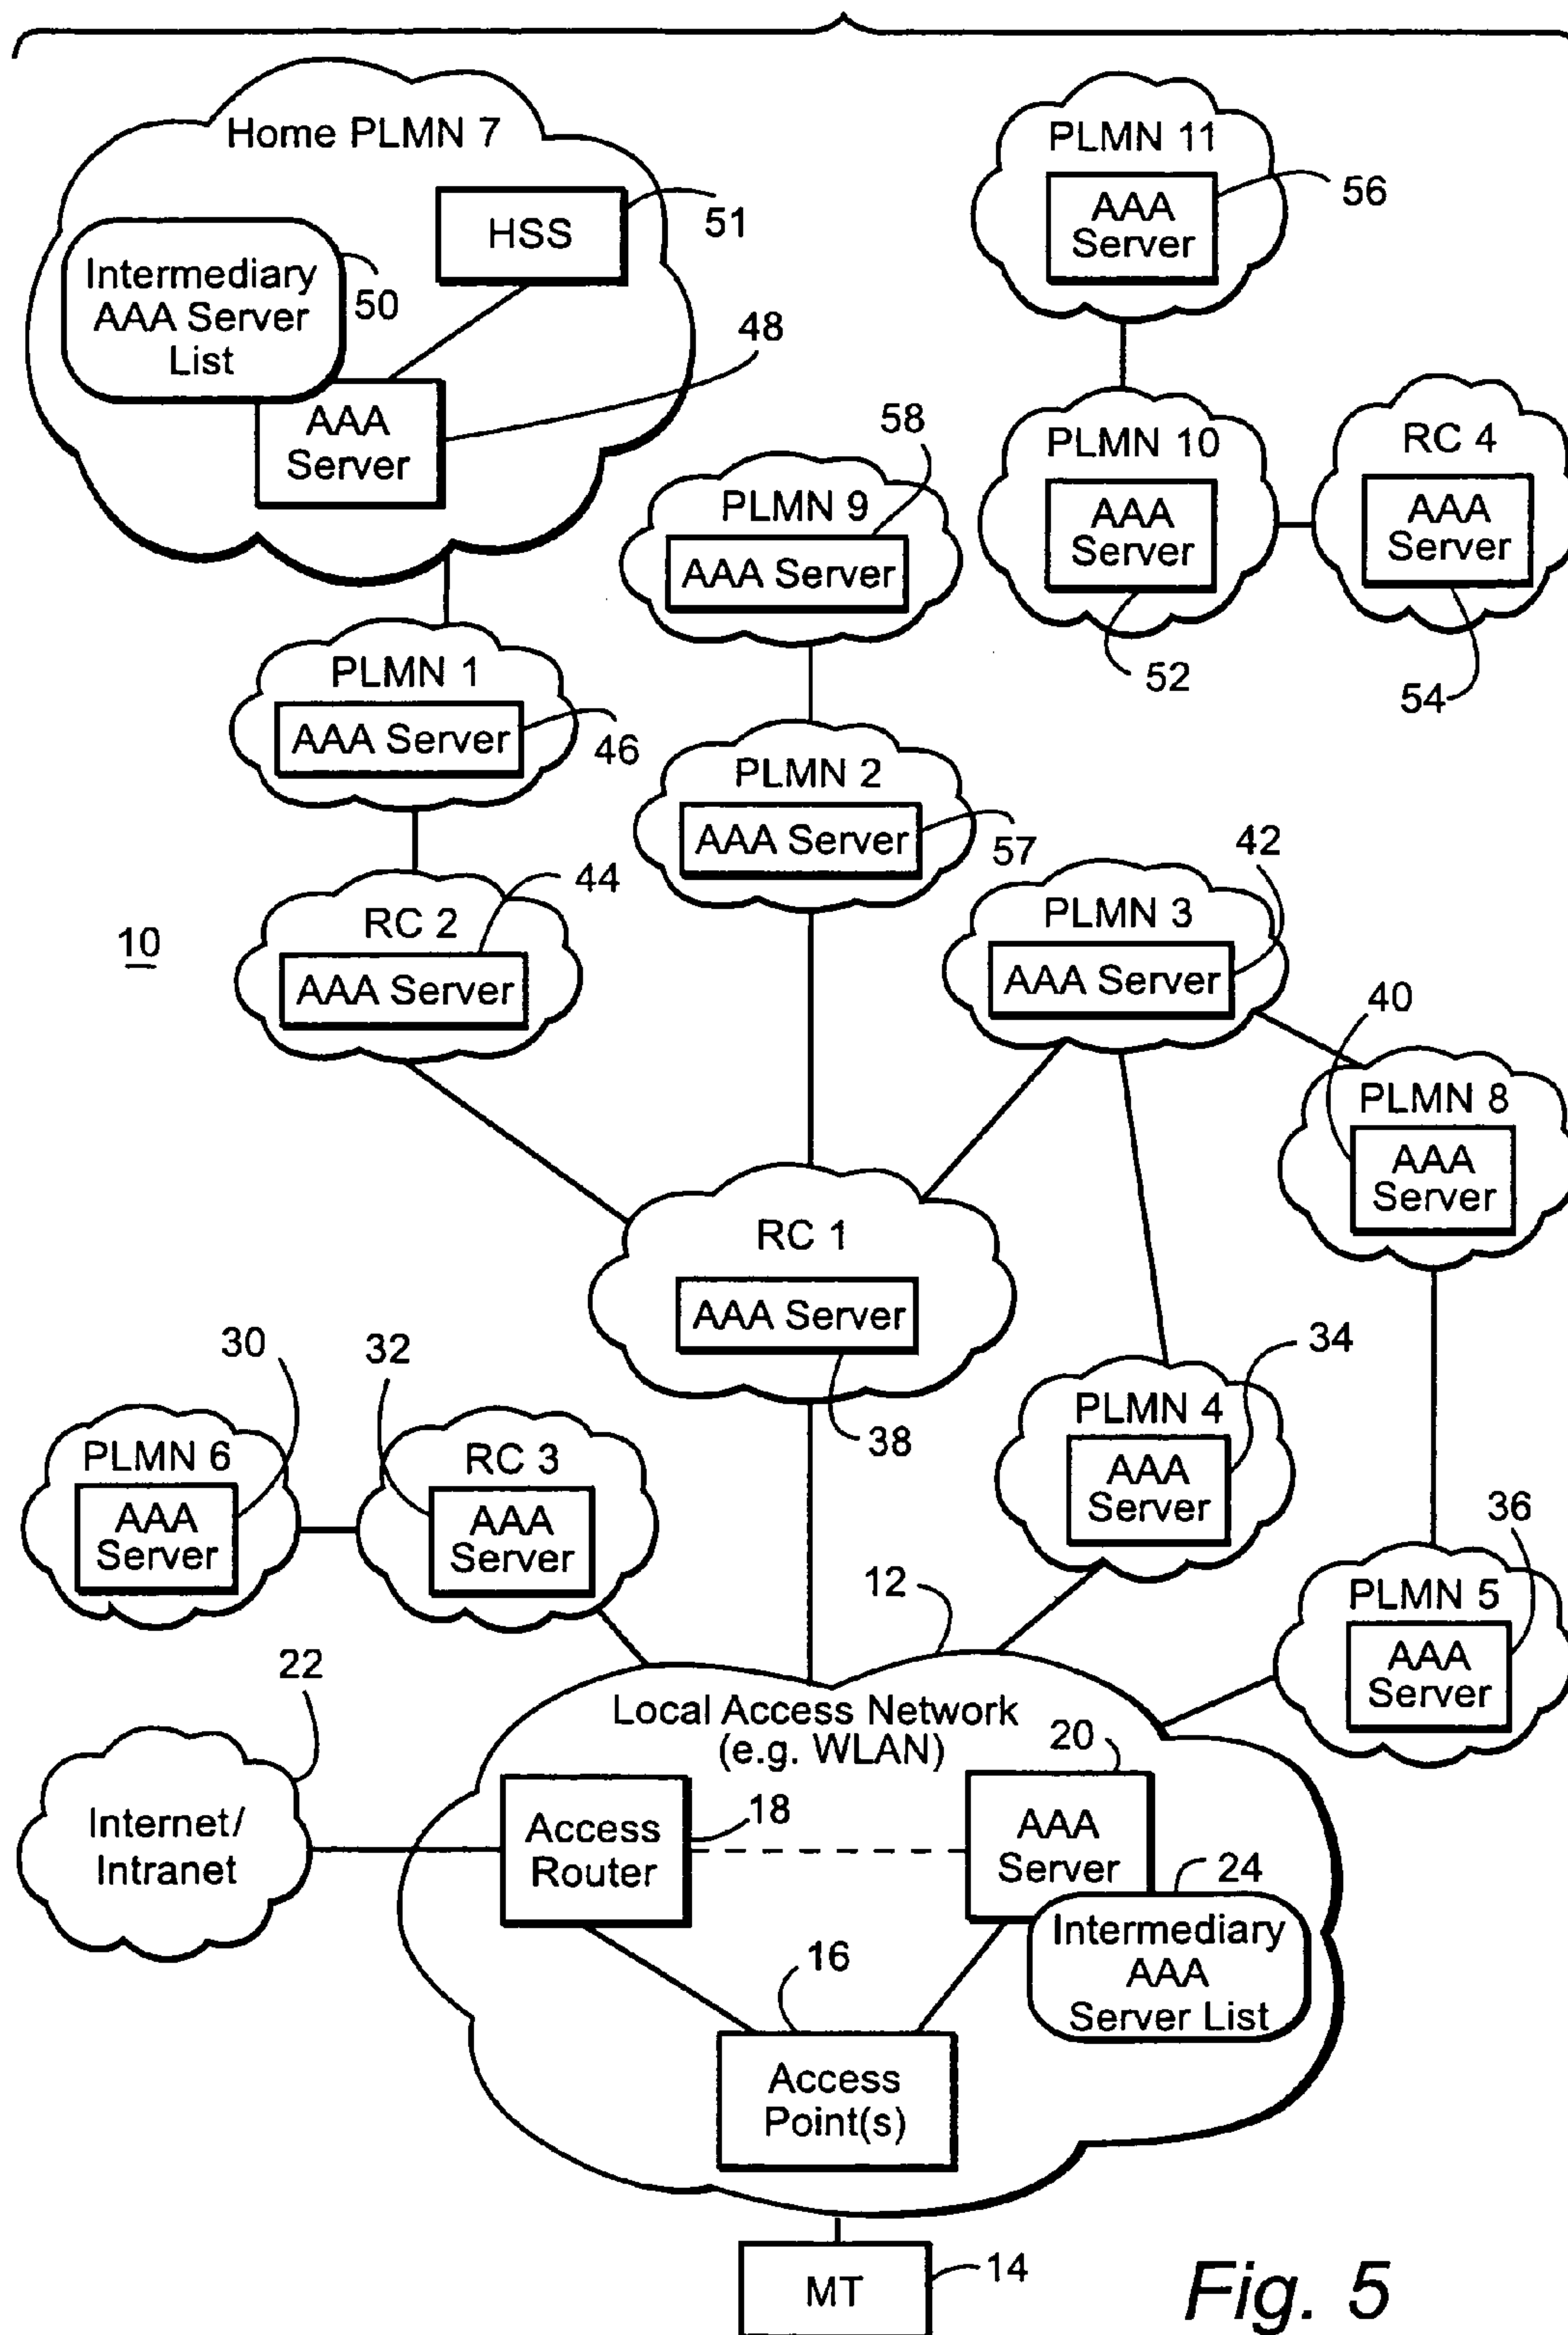 Home PLMN 7
HSS
51
Intermediary
AAA Server
List
50
AAA
Server
48
PLMN 11
AAA
Server
56
PLMN 10
AAA
Server
52
RC 4
AAA
Server
54
PLMN 9
AAA Server
58
PLMN 1
AAA Server
46
PLMN 2
AAA Server
57
RC 2
AAA Server
44
10
PLMN 3
AAA Server
42
PLMN 8
AAA
Server
40
RC 1
AAA Server
38
PLMN 4
AAA
Server
34
PLMN 6
AAA
Server
30
RC 3
AAA
Server
32
PLMN 5
AAA
Server
36
12
Local Access Network
(e.g. WLAN)
22
Internet/
Intranet
Access
Router
18
20
AAA
Server
24
Intermediary
AAA
Server List
16
Access
Point(s)
MT
14
Fig. 5